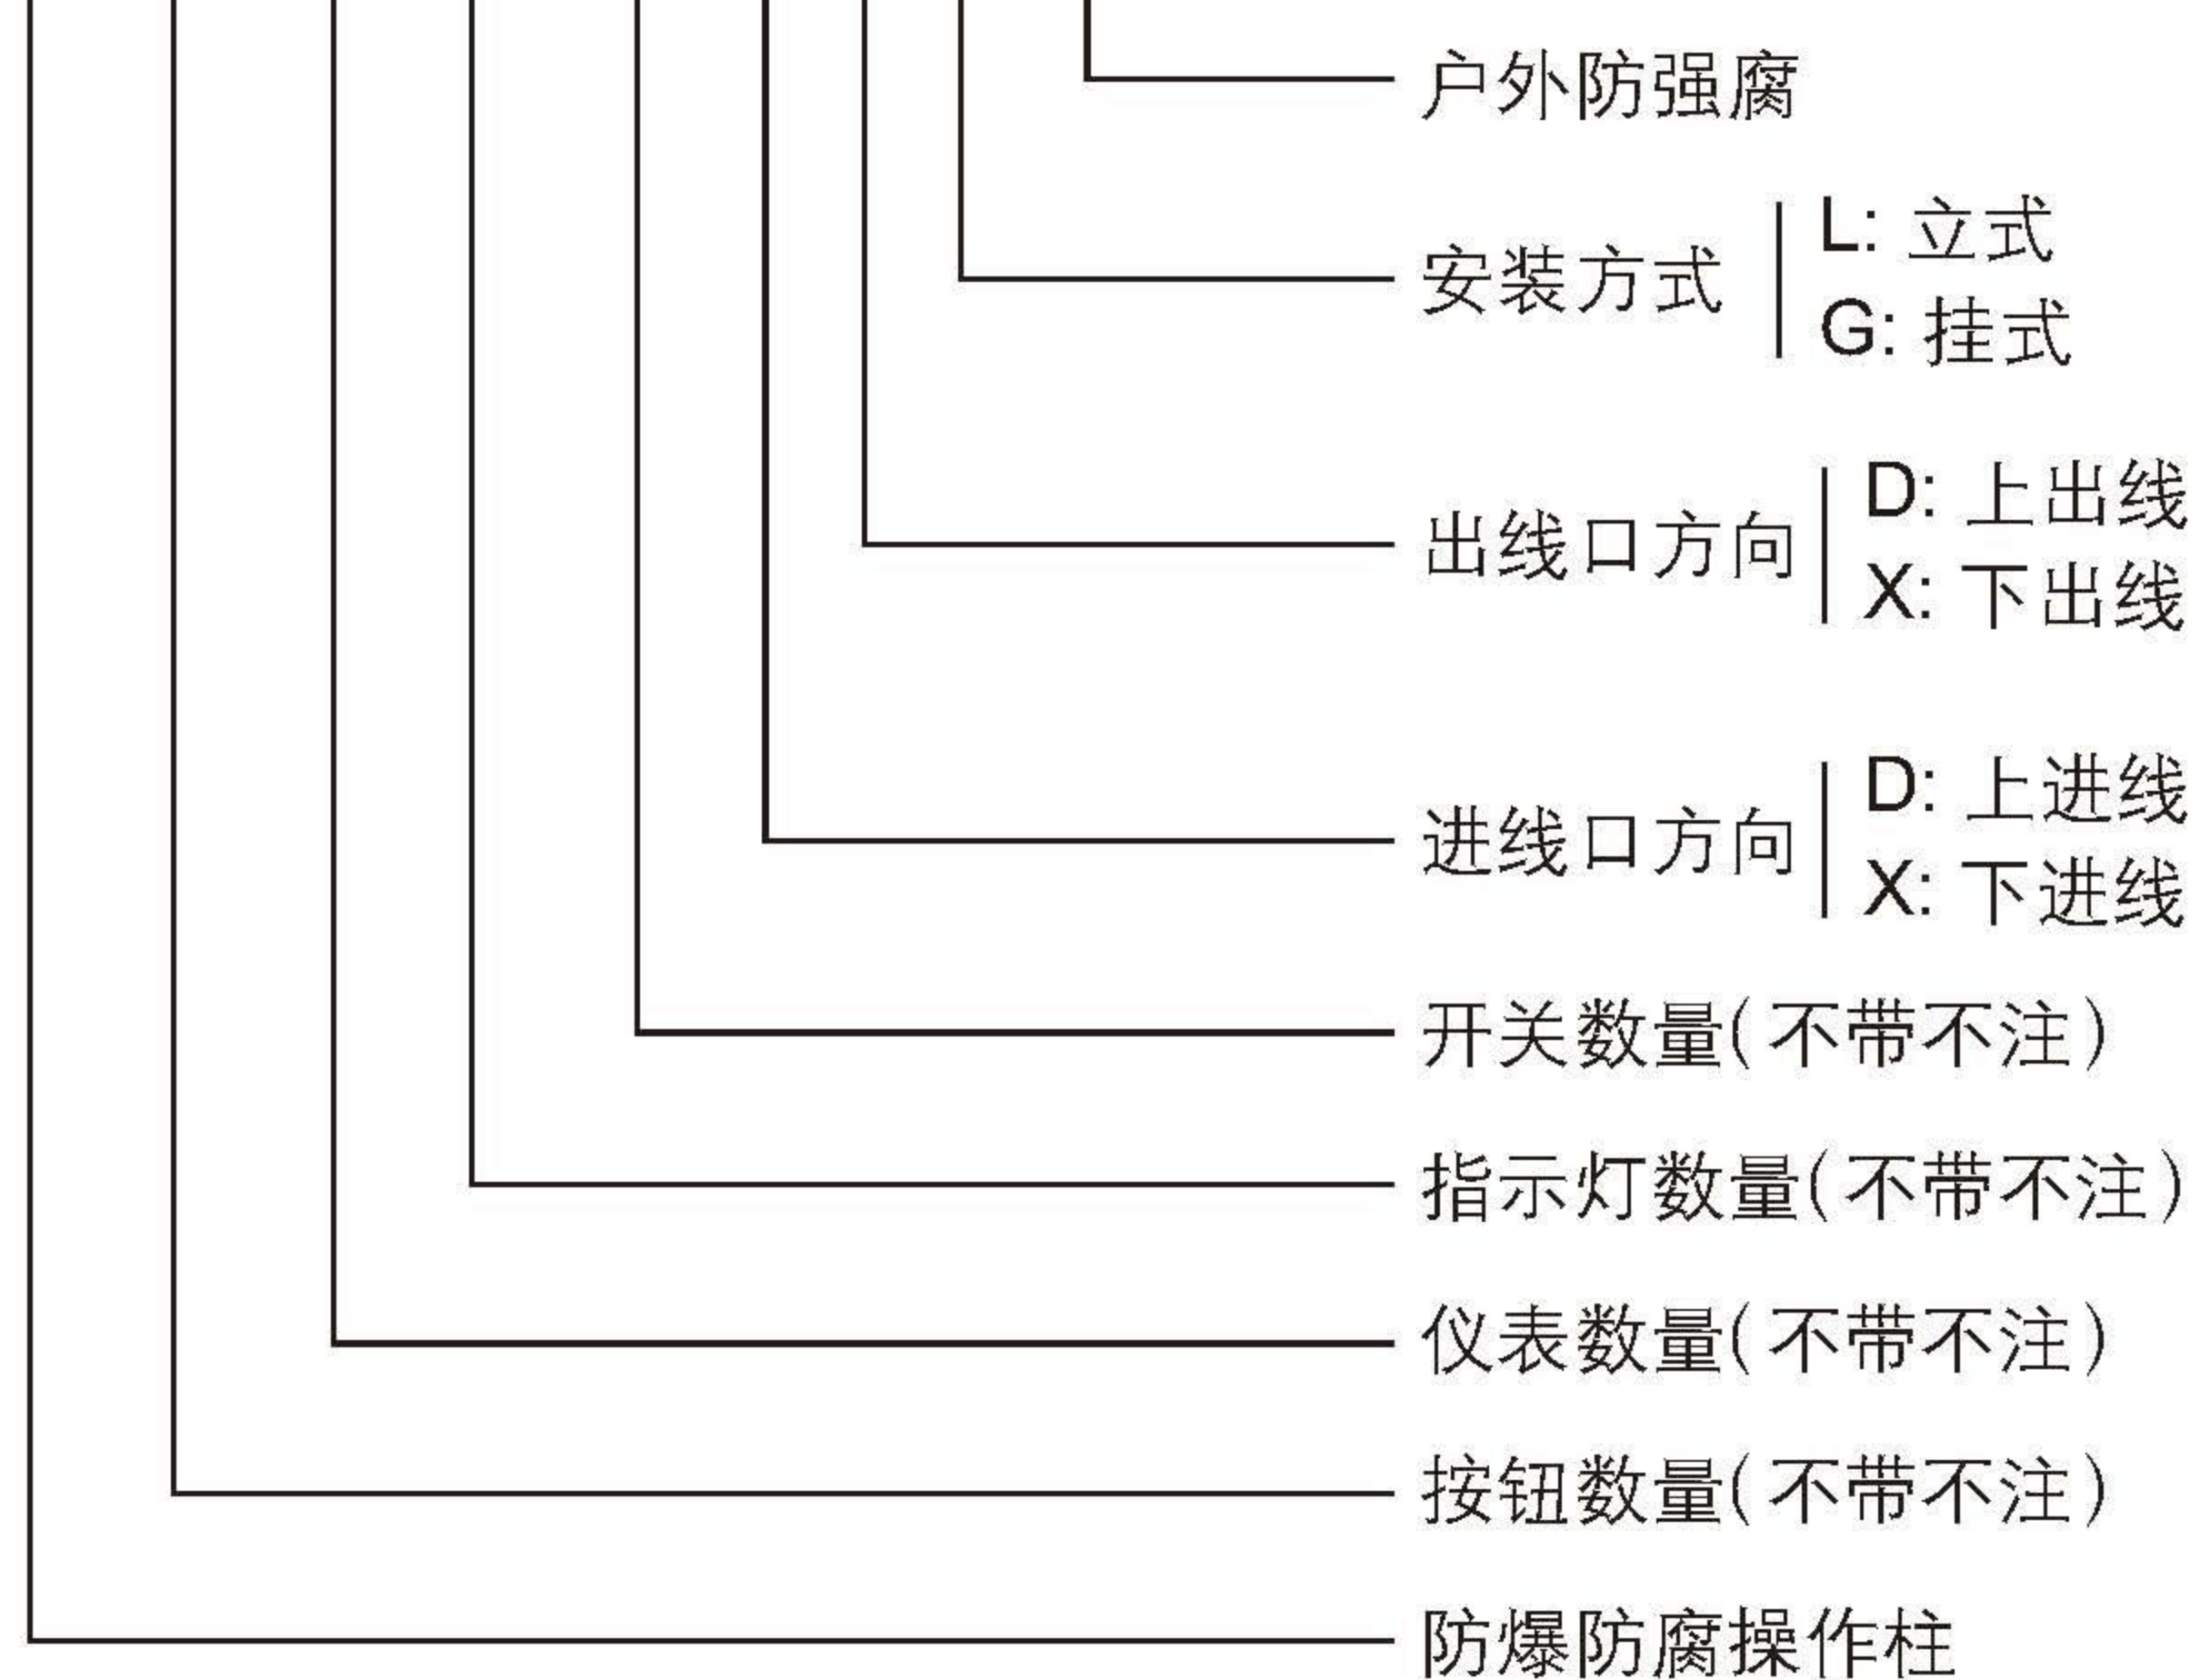 户外防强腐
安装方式
L: 立式
G: 挂式
出线口方向
D: 上出线
X: 下出线
进线口方向
D: 上进线
X: 下进线
开关数量(不带不注)
指示灯数量(不带不注)
仪表数量(不带不注)
按钮数量(不带不注)
防爆防腐操作柱